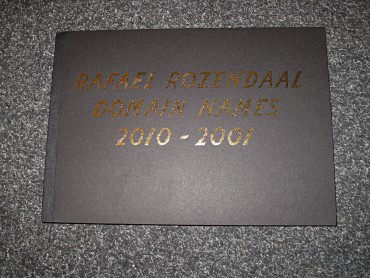 RAFAEL ROZENDAAL
DOMAIN NAMES
2010 - 2001